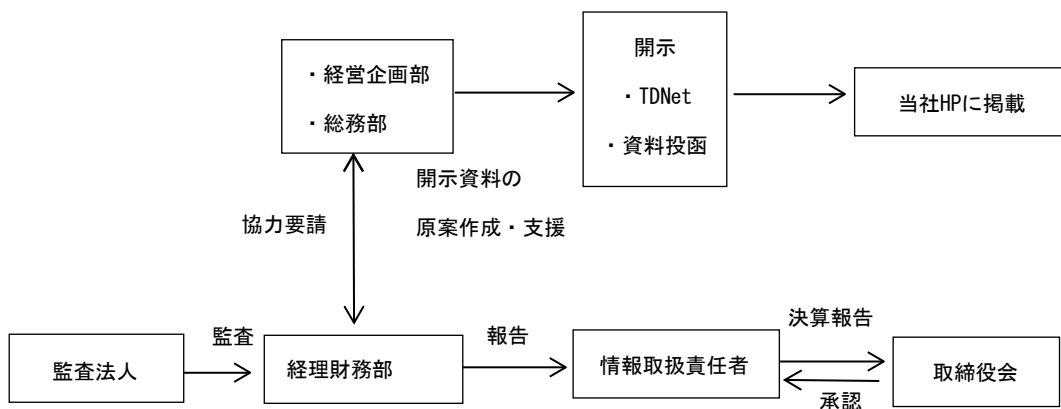 ・経営企画部
・総務部
開示
・TDNet
・資料投函
当社HPに掲載
協力要請
開示資料の
原案作成・支援
監査法人
監査
経理財務部
報告
情報取扱責任者
決算報告
承認
取締役会